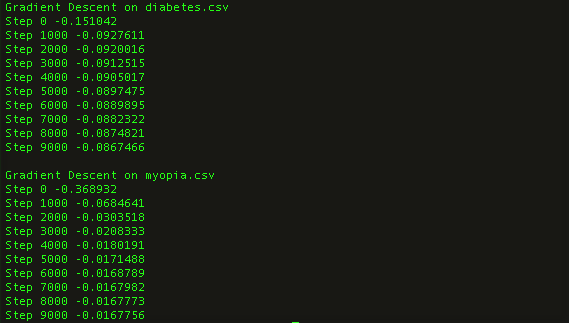 Gradient Descent on diabetes.csv
Step 0 -0.151042
Step 1000 -0.0927611
Step 2000 -0.0920016
Step 3000 -0.0912515
Step 4000 -0.0905017
Step 5000 -0.0897475
Step 6000 -0.0889895
Step 7000 -0.0882322
Step 8000 -0.0874821
Step 9000 -0.0867466
Gradient Descent on myopia.csv
Step 0 -0.368932
Step 1000 -0.0684641
Step 2000 -0.0303518
Step 3000 -0.0208333
Step 4000 -0.0180191
Step 5000 -0.0171488
Step 6000 -0.0168789
Step 7000 -0.0167982
Step 8000 -0.0167773
Step 9000 -0.0167756